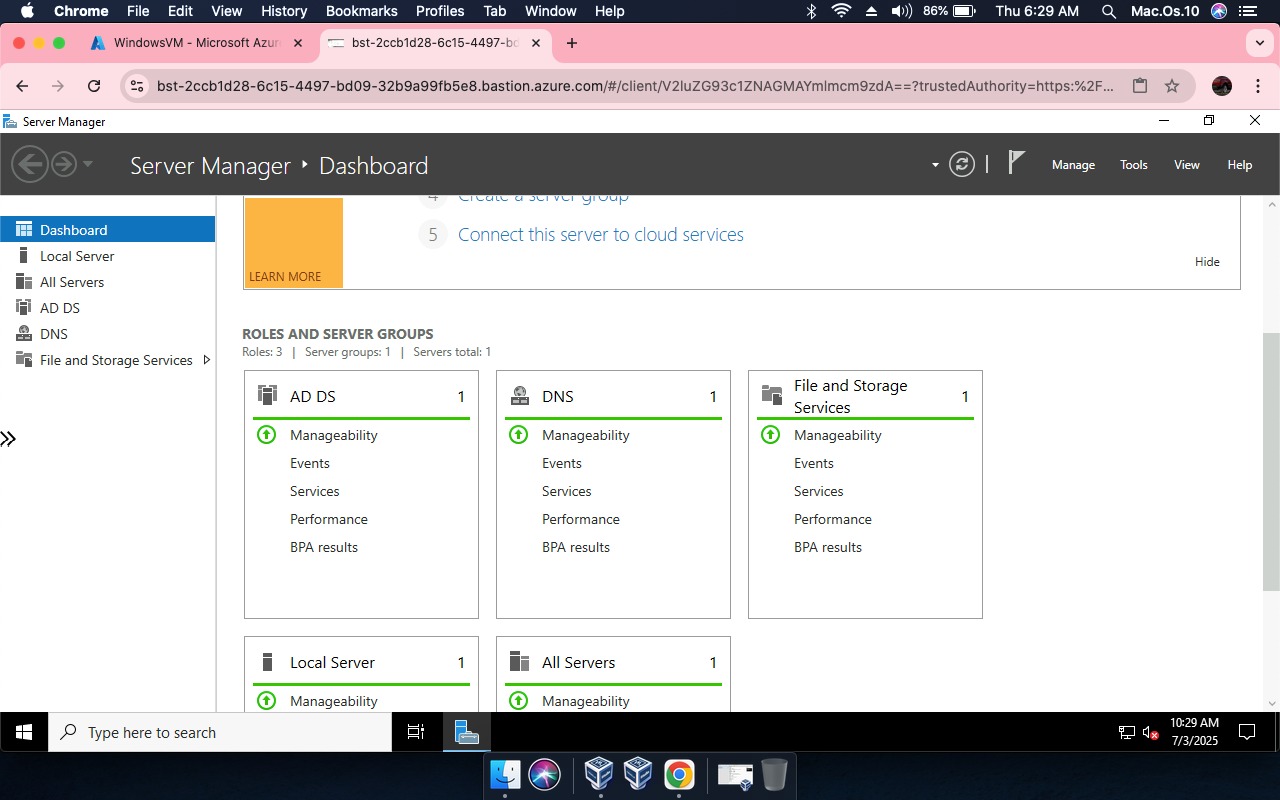 Chrome File Edit View History Bookmarks Profiles Tab Window Help 86% Thu 6:29 AM Mac.Os.10
WindowsVM - Microsoft Azur bst-2ccb1d28-6c15-4497-bd
bst-2ccb1d28-6c15-4497-bd09-32b9a99fb5e8.bastion.azure.com/#/client/V2luZG93c1ZNAGMAYmlmcm9zdA==?trustedAuthority=https:%2F...
Server Manager
Server Manager Dashboard Manage Tools View Help
Dashboard
Local Server
All Servers
AD DS
DNS
File and Storage Services
4 Create a server group
5 Connect this server to cloud services
LEARN MORE
Hide
ROLES AND SERVER GROUPS
Roles: 3 | Server groups: 1 | Servers total: 1
AD DS 1
Manageability
Events
Services
Performance
BPA results
DNS 1
Manageability
Events
Services
Performance
BPA results
File and Storage
Services 1
Manageability
Events
Services
Performance
BPA results
Local Server 1
Manageability
All Servers 1
Manageability
Type here to search
10:29 AM
7/3/2025